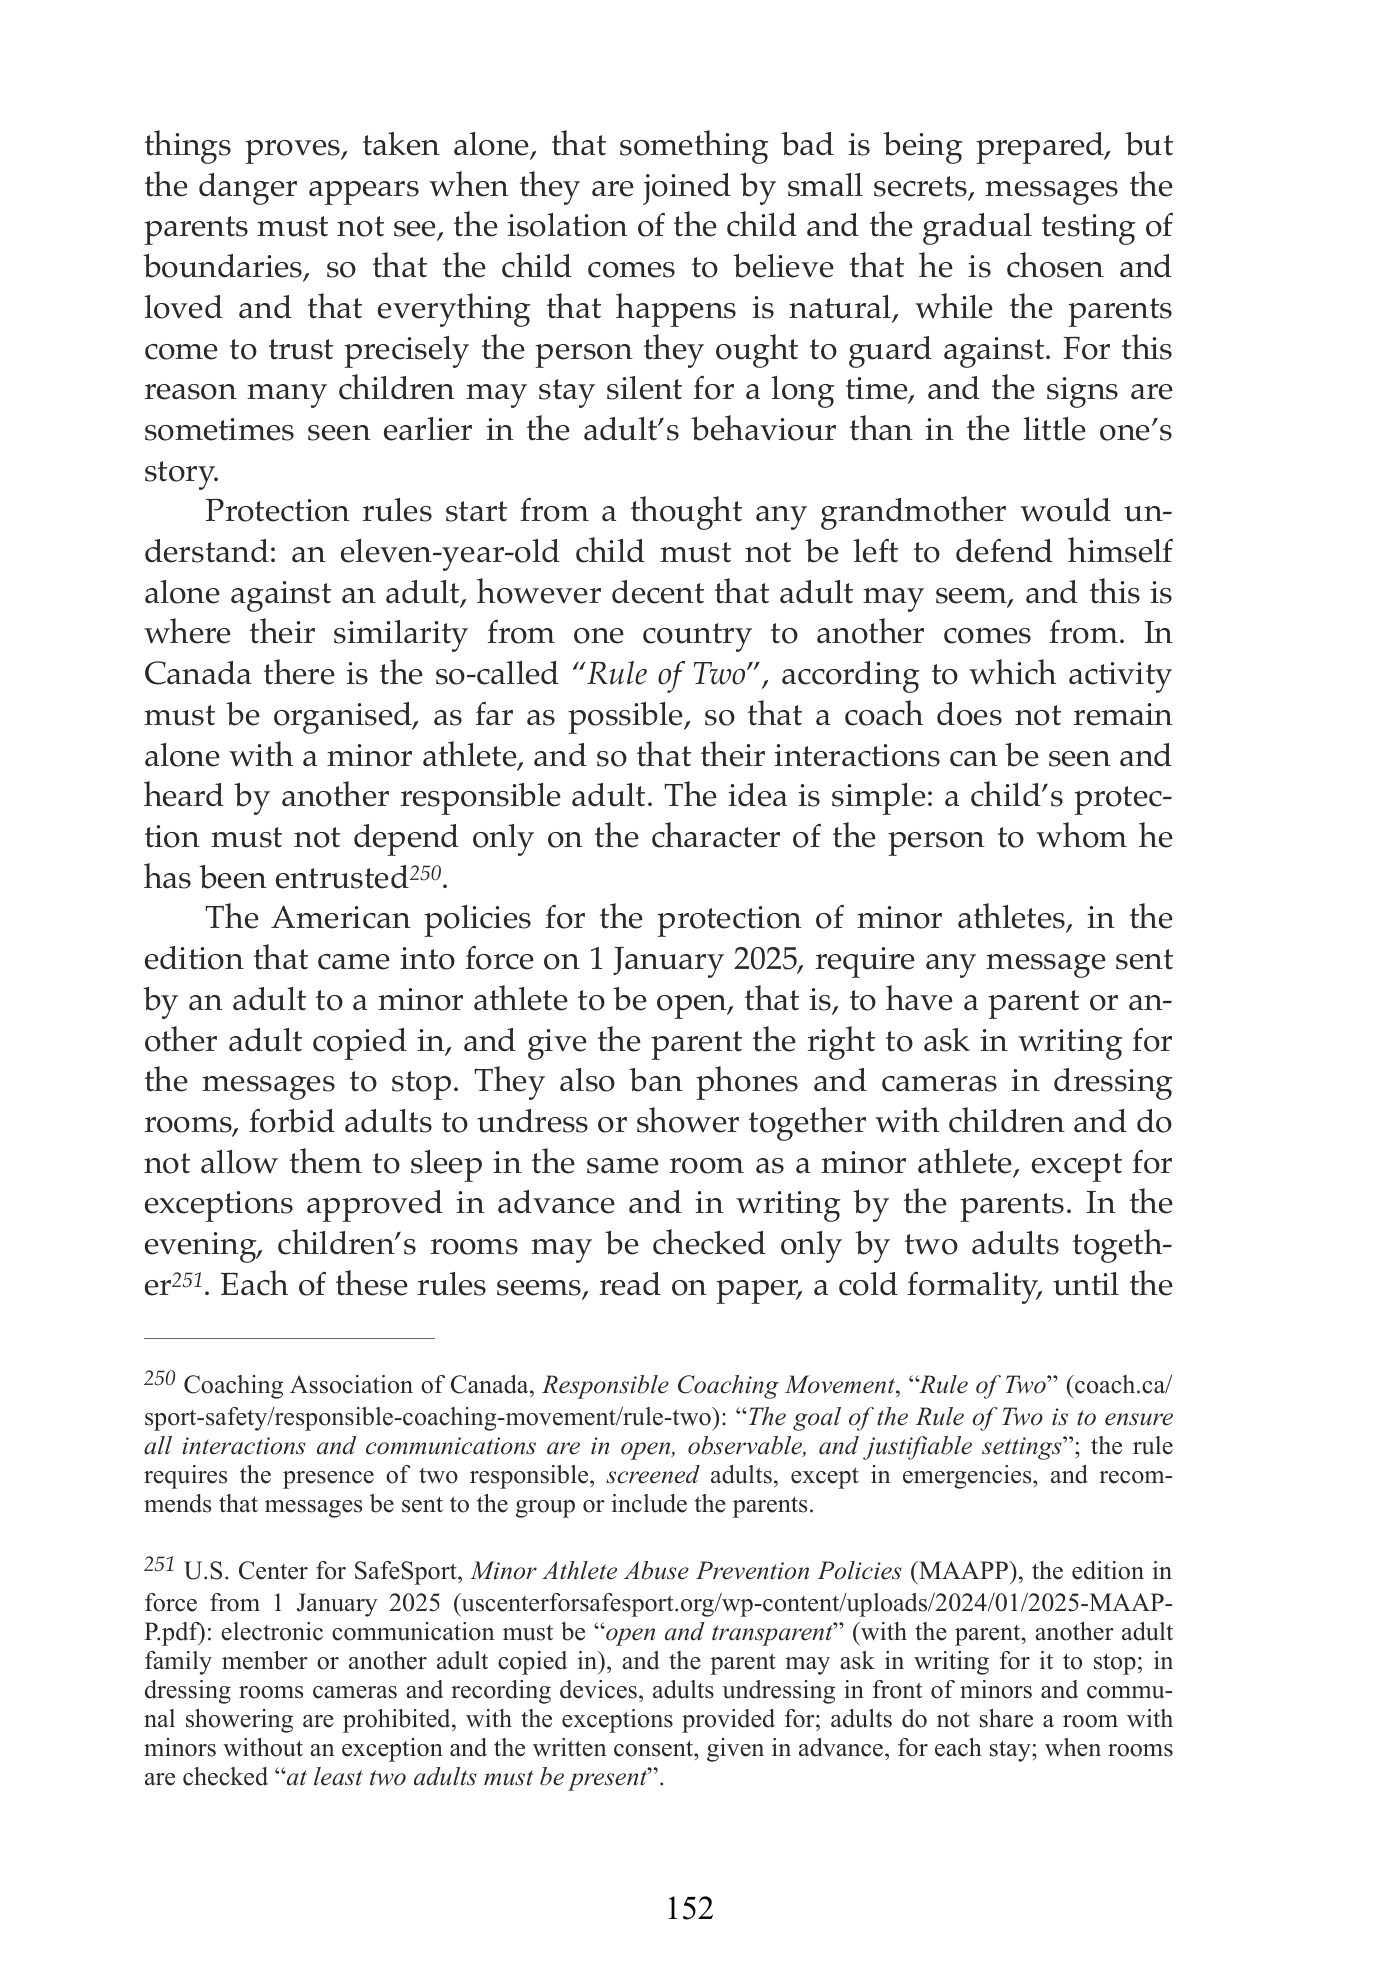 things proves, taken alone, that something bad is being prepared, but
the danger appears when they are joined by small secrets, messages the
parents must not see, the isolation of the child and the gradual testing of
boundaries, so that the child comes to believe that he is chosen and
loved and that everything that happens is natural, while the parents
come to trust precisely the person they ought to guard against. For this
reason many children may stay silent for a long time, and the signs are
sometimes seen earlier in the adult’s behaviour than in the little one’s
story.
Protection rules start from a thought any grandmother would un-
derstand: an eleven-year-old child must not be left to defend himself
alone against an adult, however decent that adult may seem, and this is
where their similarity from one country to another comes from. In
Canada there is the so-called “Rule of Two”, according to which activity
must be organised, as far as possible, so that a coach does not remain
alone with a minor athlete, and so that their interactions can be seen and
heard by another responsible adult. The idea is simple: a child’s protec-
tion must not depend only on the character of the person to whom he
has been entrusted250.
The American policies for the protection of minor athletes, in the
edition that came into force on 1 January 2025, require any message sent
by an adult to a minor athlete to be open, that is, to have a parent or an-
other adult copied in, and give the parent the right to ask in writing for
the messages to stop. They also ban phones and cameras in dressing
rooms, forbid adults to undress or shower together with children and do
not allow them to sleep in the same room as a minor athlete, except for
exceptions approved in advance and in writing by the parents. In the
evening, children’s rooms may be checked only by two adults togeth-
er251. Each of these rules seems, read on paper, a cold formality, until the
250 Coaching Association of Canada, Responsible Coaching Movement, “Rule of Two” (coach.ca/
sport-safety/responsible-coaching-movement/rule-two): “The goal of the Rule of Two is to ensure
all interactions and communications are in open, observable, and justifiable settings”; the rule
requires the presence of two responsible, screened adults, except in emergencies, and recom-
mends that messages be sent to the group or include the parents.
251 U.S. Center for SafeSport, Minor Athlete Abuse Prevention Policies (MAAPP), the edition in
force from 1 January 2025 (uscenterforsafesport.org/wp-content/uploads/2024/01/2025-MAAP-
P.pdf): electronic communication must be “open and transparent” (with the parent, another adult
family member or another adult copied in), and the parent may ask in writing for it to stop; in
dressing rooms cameras and recording devices, adults undressing in front of minors and commu-
nal showering are prohibited, with the exceptions provided for; adults do not share a room with
minors without an exception and the written consent, given in advance, for each stay; when rooms
are checked “at least two adults must be present”.
152